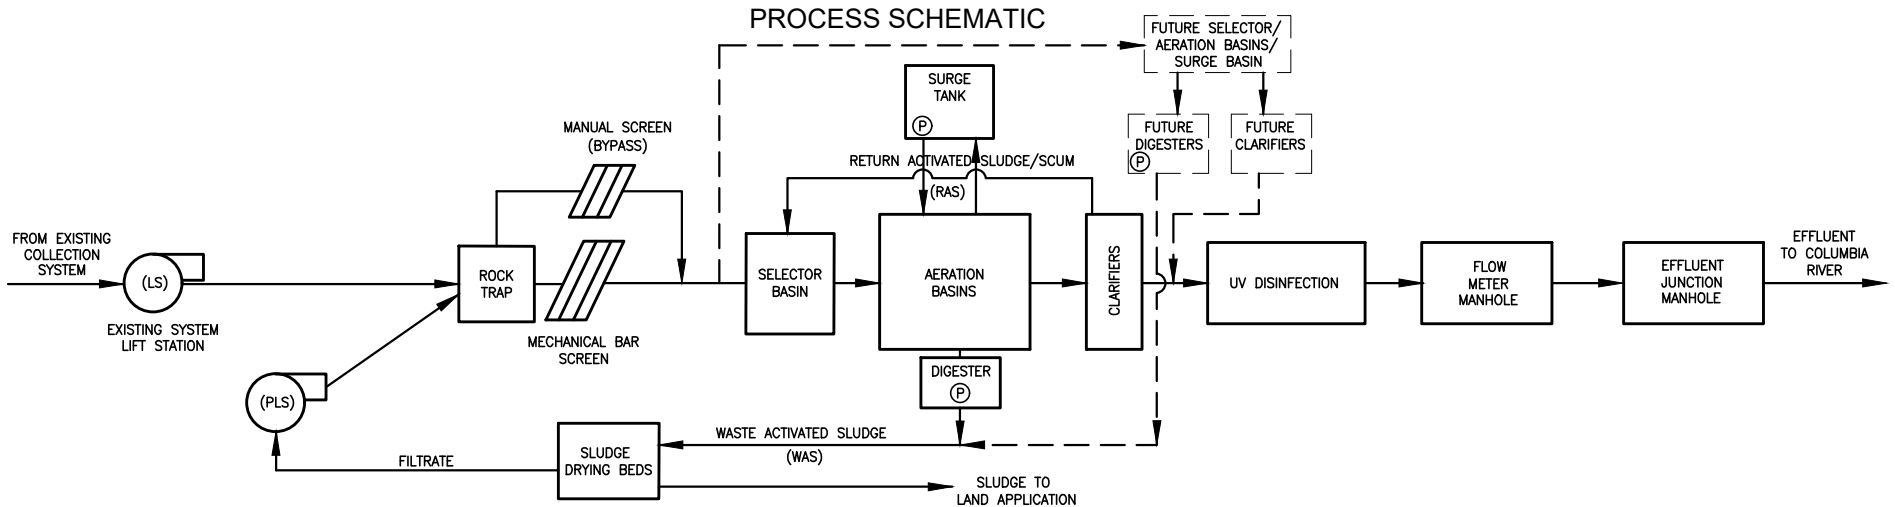 PROCESS SCHEMATIC
FUTURE SELECTOR/
AERATION BASINS/
SURGE BASIN
SURGE
TANK
P
FUTURE
DIGESTERS
P
FUTURE
CLARIFIERS
MANUAL SCREEN
(BYPASS)
RETURN ACTIVATED SLUDGE/SCUM
(RAS)
FROM EXISTING
COLLECTION
SYSTEM
(LS)
EXISTING SYSTEM
LIFT STATION
ROCK
TRAP
MECHANICAL BAR
SCREEN
SELECTOR
BASIN
AERATION
BASINS
CLARIFIERS
UV DISINFECTION
FLOW
METER
MANHOLE
EFFLUENT
JUNCTION
MANHOLE
EFFLUENT
TO COLUMBIA
RIVER
DIGESTER
P
(PLS)
WASTE ACTIVATED SLUDGE
(WAS)
SLUDGE
DRYING BEDS
FILTRATE
SLUDGE TO
LAND APPLICATION